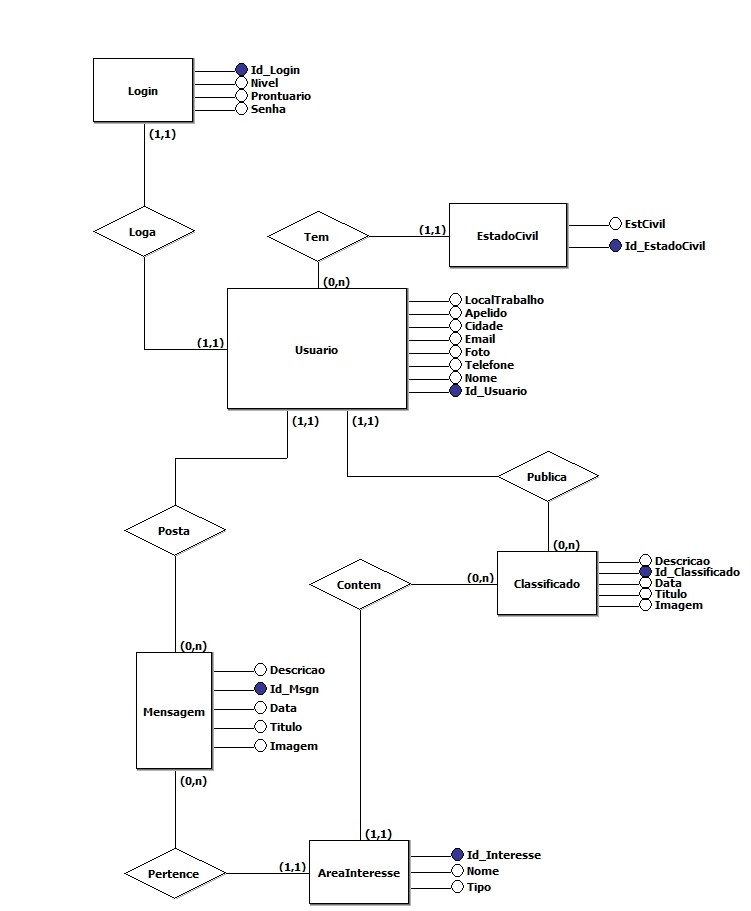 Login
Id_Login
Nivel
Prontuario
Senha
(1,1)
Loga
Tem
(1,1)
EstadoCivil
EstCivil
Id_EstadoCivil
(0,n)
(1,1)
Usuario
LocalTrabalho
Apelido
Cidade
Email
Foto
Telefone
Nome
Id_Usuario
(1,1)
(1,1)
Publica
Posta
(0,n)
Contem
(0,n)
Classificado
Descricao
Id_Classificado
Data
Titulo
Imagem
(0,n)
Mensagem
Descricao
Id_Msgn
Data
Titulo
Imagem
(0,n)
(1,1)
Pertence
(1,1)
AreaInteresse
Id_Interesse
Nome
Tipo